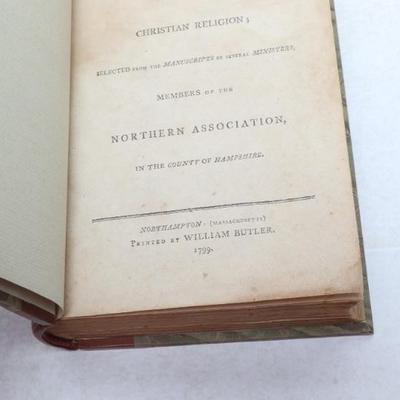 CHRISTIAN RELIGION;
SELECTED FROM THE MANUSCRIPTS OF SEVERAL MINISTERS,
MEMBERS OF THE
NORTHERN ASSOCIATION,
IN THE COUNTY OF HAMPSHIRE.
NORTHAMPTON: (MASSACHUSETTS)
PRINTED BY WILLIAM BUTLER.
1799.